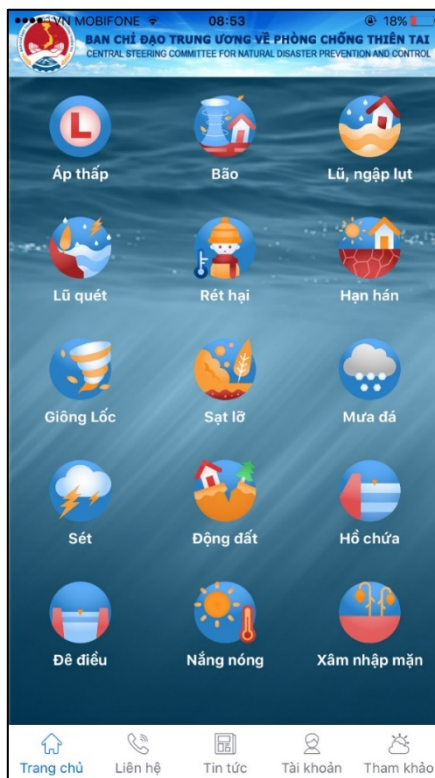 VN MOBIFONE 08:53 18%
BAN CHỈ ĐẠO TRUNG ƯƠNG VỀ PHÒNG CHỐNG THIÊN TAI
CENTRAL STEERING COMMITTEE FOR NATURAL DISASTER PREVENTION AND CONTROL
L
Áp thấp Bão Lũ, ngập lụt
Lũ quét Rét hại Hạn hán
Giông Lốc Sạt lỡ Mưa đá
Sét Động đất Hồ chứa
Đê điều Nắng nóng Xâm nhập mặn
Trang chủ Liên hệ Tin tức Tài khoản Tham khảo